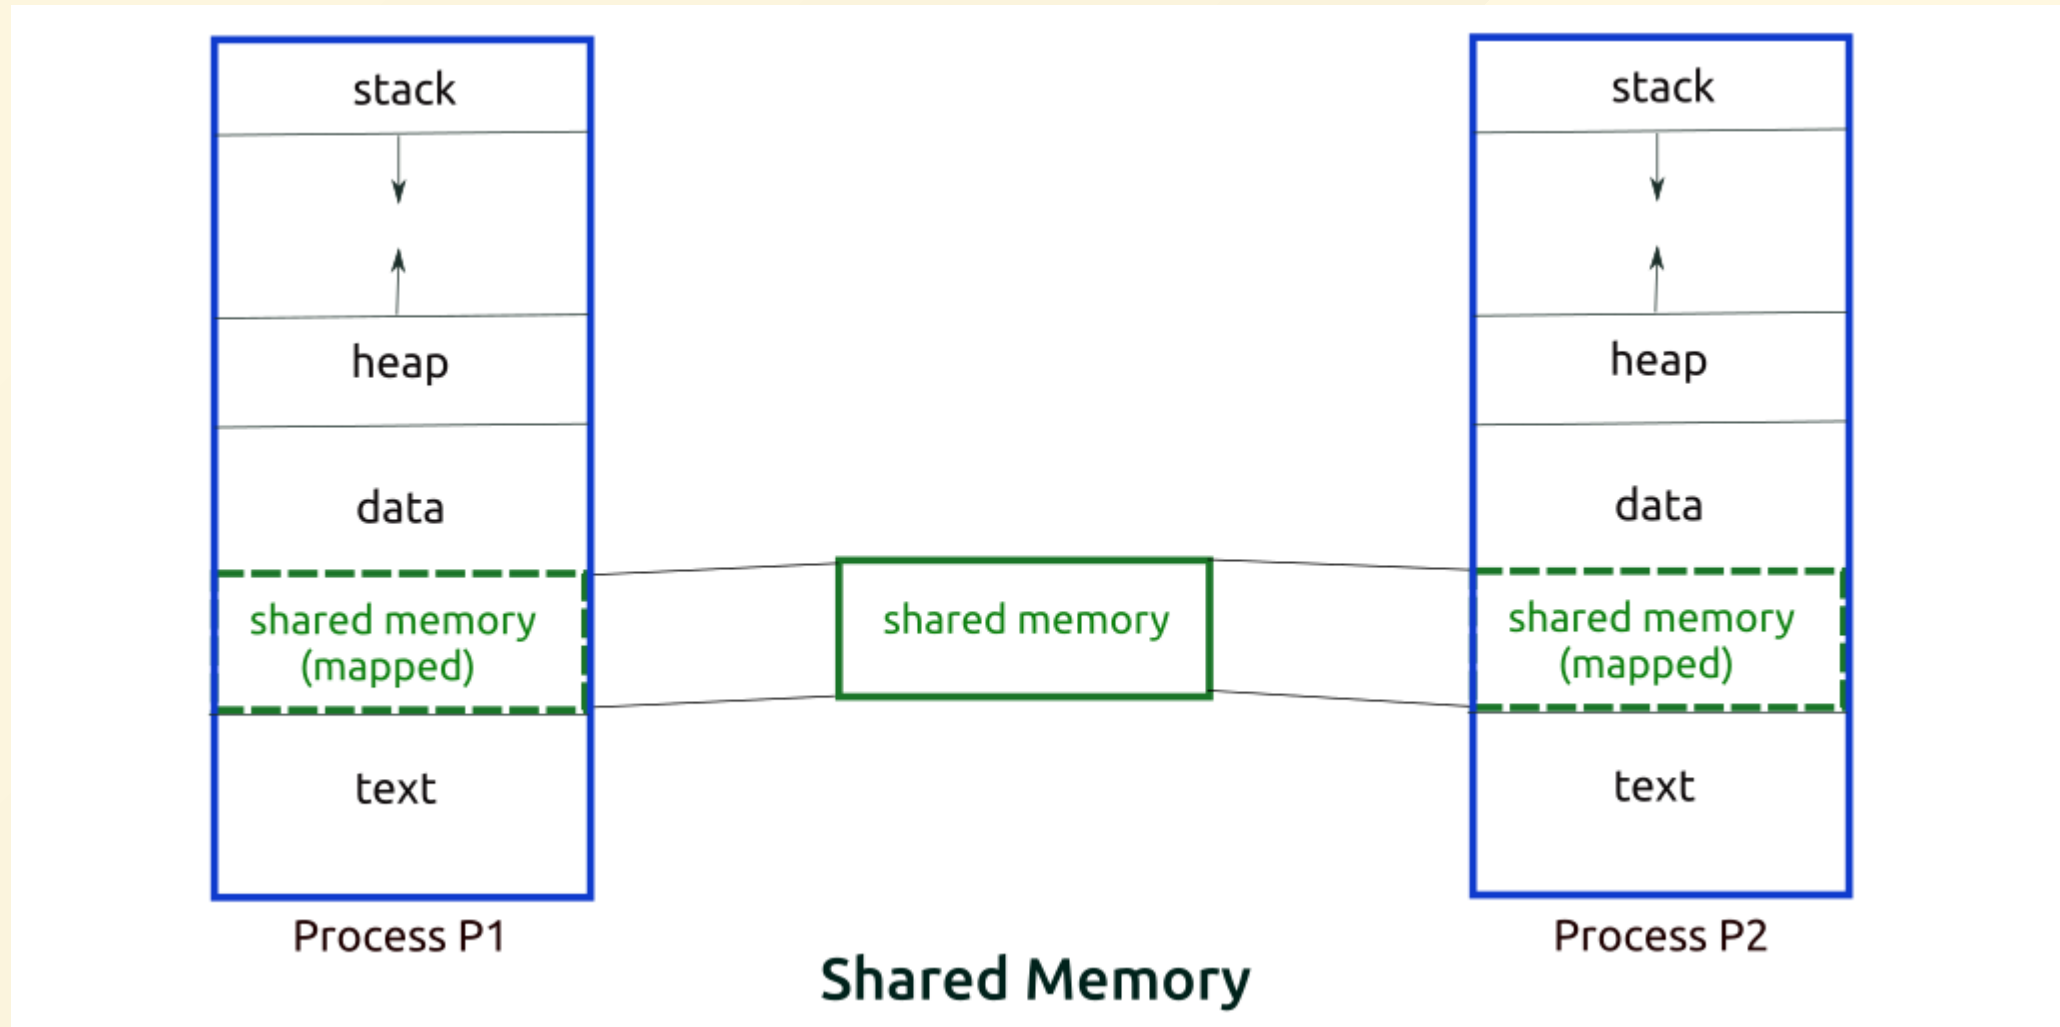 stack
heap
data
shared memory
(mapped)
text
Process P1
shared memory
stack
heap
data
shared memory
(mapped)
text
Process P2
Shared Memory